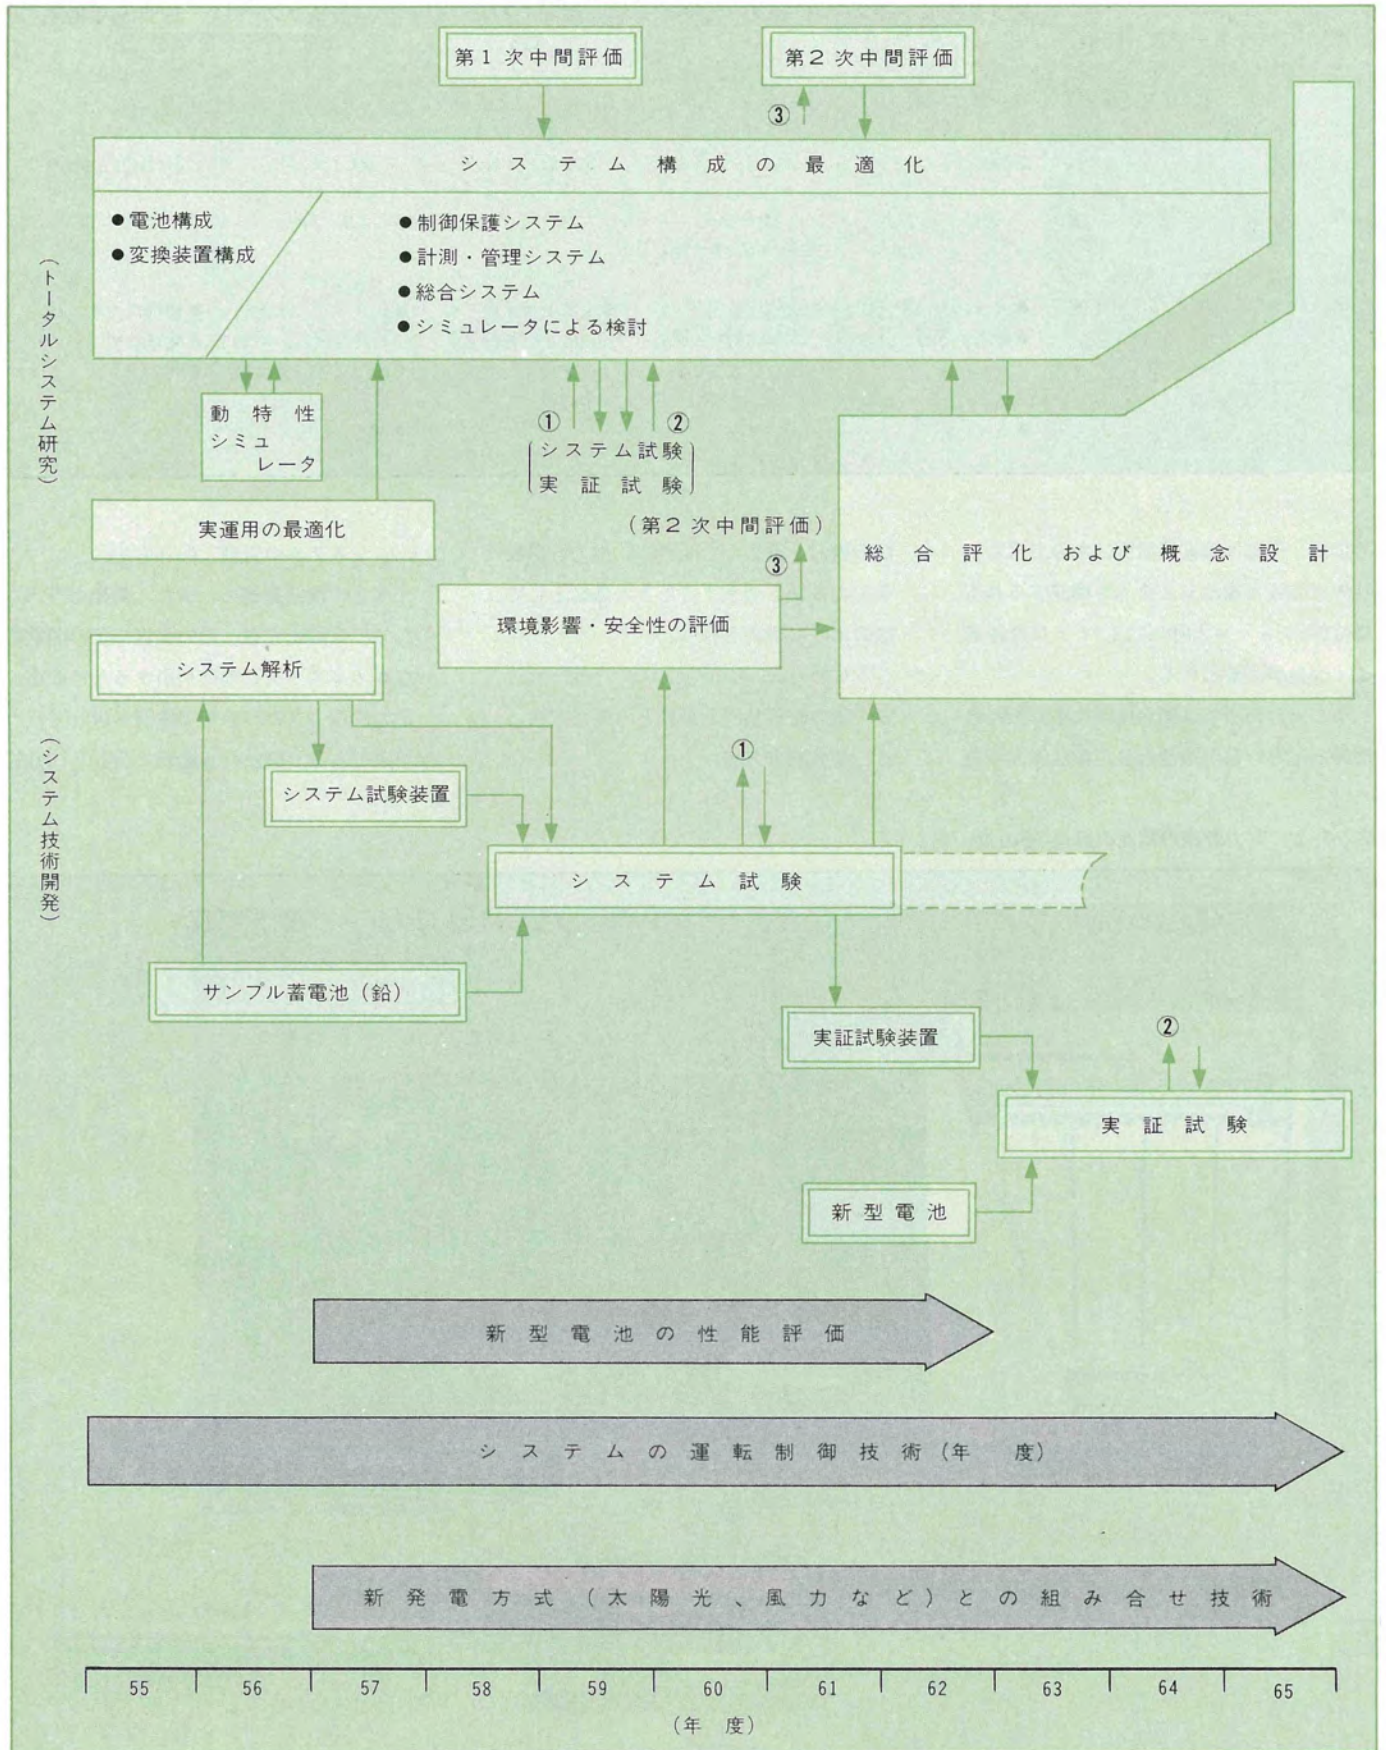 第1次中間評価
第2次中間評価
③
システム構成の最適化
●電池構成
●変換装置構成
●制御保護システム
●計測・管理システム
●総合システム
●シミュレータによる検討
（トータルシステム研究）
動特性
シミュ
レータ
①
②
システム試験
実証試験
実運用の最適化
（第2次中間評価）
③
総合評化および概念設計
環境影響・安全性の評価
システム解析
（システム技術開発）
①
システム試験装置
システム試験
サンプル蓄電池（鉛）
実証試験装置
②
実証試験
新型電池
新型電池の性能評価
システムの運転制御技術(年　度)
新発電方式（太陽光、風力など）との組み合せ技術
55 56 57 58 59 60 61 62 63 64 65
（年　度）